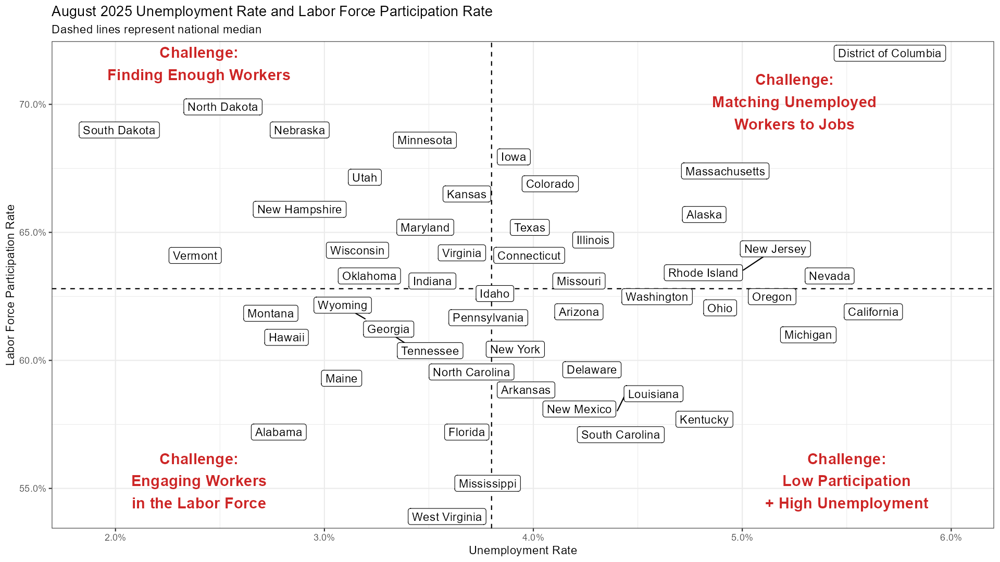 August 2025 Unemployment Rate and Labor Force Participation Rate
Dashed lines represent national median
Challenge:
Finding Enough Workers
District of Columbia
Challenge:
Matching Unemployed
Workers to Jobs
North Dakota
South Dakota
Nebraska
Minnesota
Iowa
Massachusetts
Utah
Colorado
Kansas
New Hampshire
Alaska
Maryland
Texas
Illinois
Wisconsin
New Jersey
Vermont
Virginia
Connecticut
Rhode Island
Oklahoma
Nevada
Indiana
Missouri
Idaho
Washington
Oregon
Wyoming
Ohio
Montana
Arizona
California
Pennsylvania
Georgia
Michigan
Hawaii
New York
Tennessee
Delaware
North Carolina
Maine
Arkansas
Louisiana
New Mexico
Kentucky
Alabama
Florida
South Carolina
Challenge:
Engaging Workers
in the Labor Force
Challenge:
Low Participation
+ High Unemployment
Mississippi
West Virginia
70.0%
65.0%
60.0%
55.0%
Labor Force Participation Rate
2.0%
3.0%
4.0%
5.0%
6.0%
Unemployment Rate